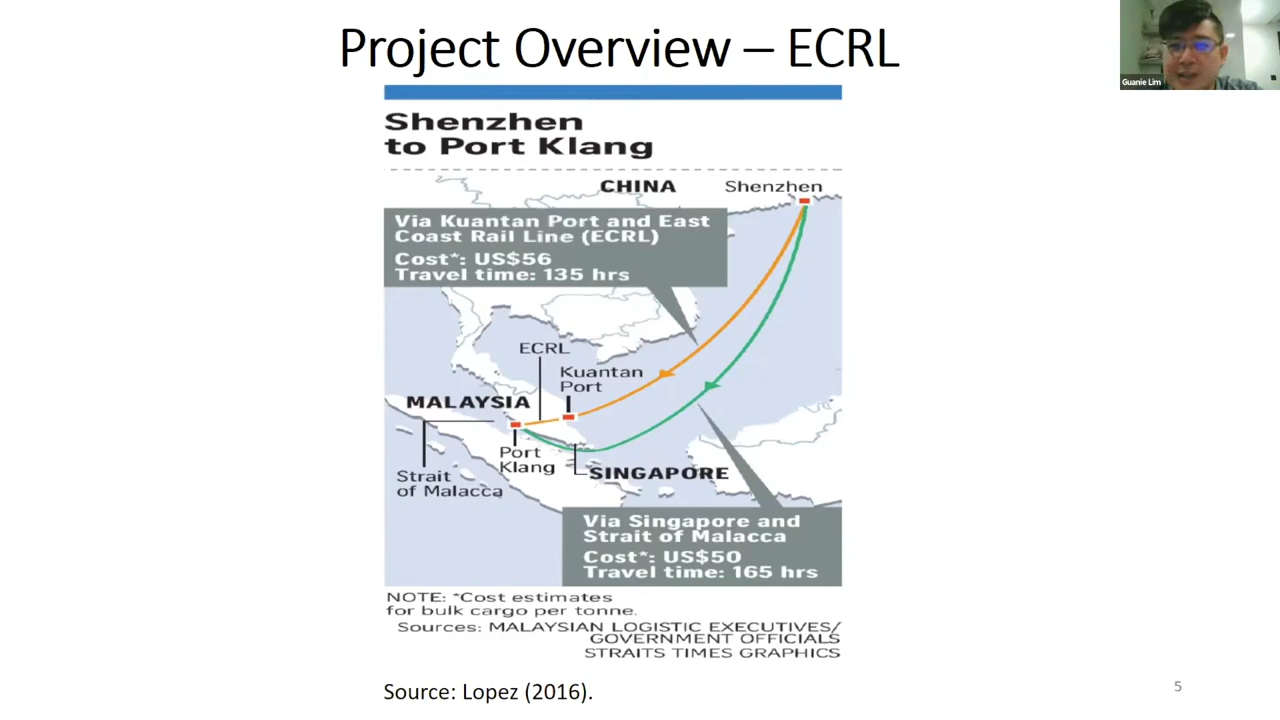 Project Overview – ECRL
Guanie Lim
Shenzhen
to Port Klang
CHINA
Shenzhen
Via Kuantan Port and East
Coast Rail Line (ECRL)
Cost*: US$56
Travel time: 135 hrs
ECRL
Kuantan
Port
MALAYSIA
Port
Klang
Strait
of Malacca
SINGAPORE
Via Singapore and
Strait of Malacca
Cost*: US$50
Travel time: 165 hrs
NOTE: *Cost estimates
for bulk cargo per tonne.
Sources: MALAYSIAN LOGISTIC EXECUTIVES/
GOVERNMENT OFFICIALS
STRAITS TIMES GRAPHICS
Source: Lopez (2016).
5